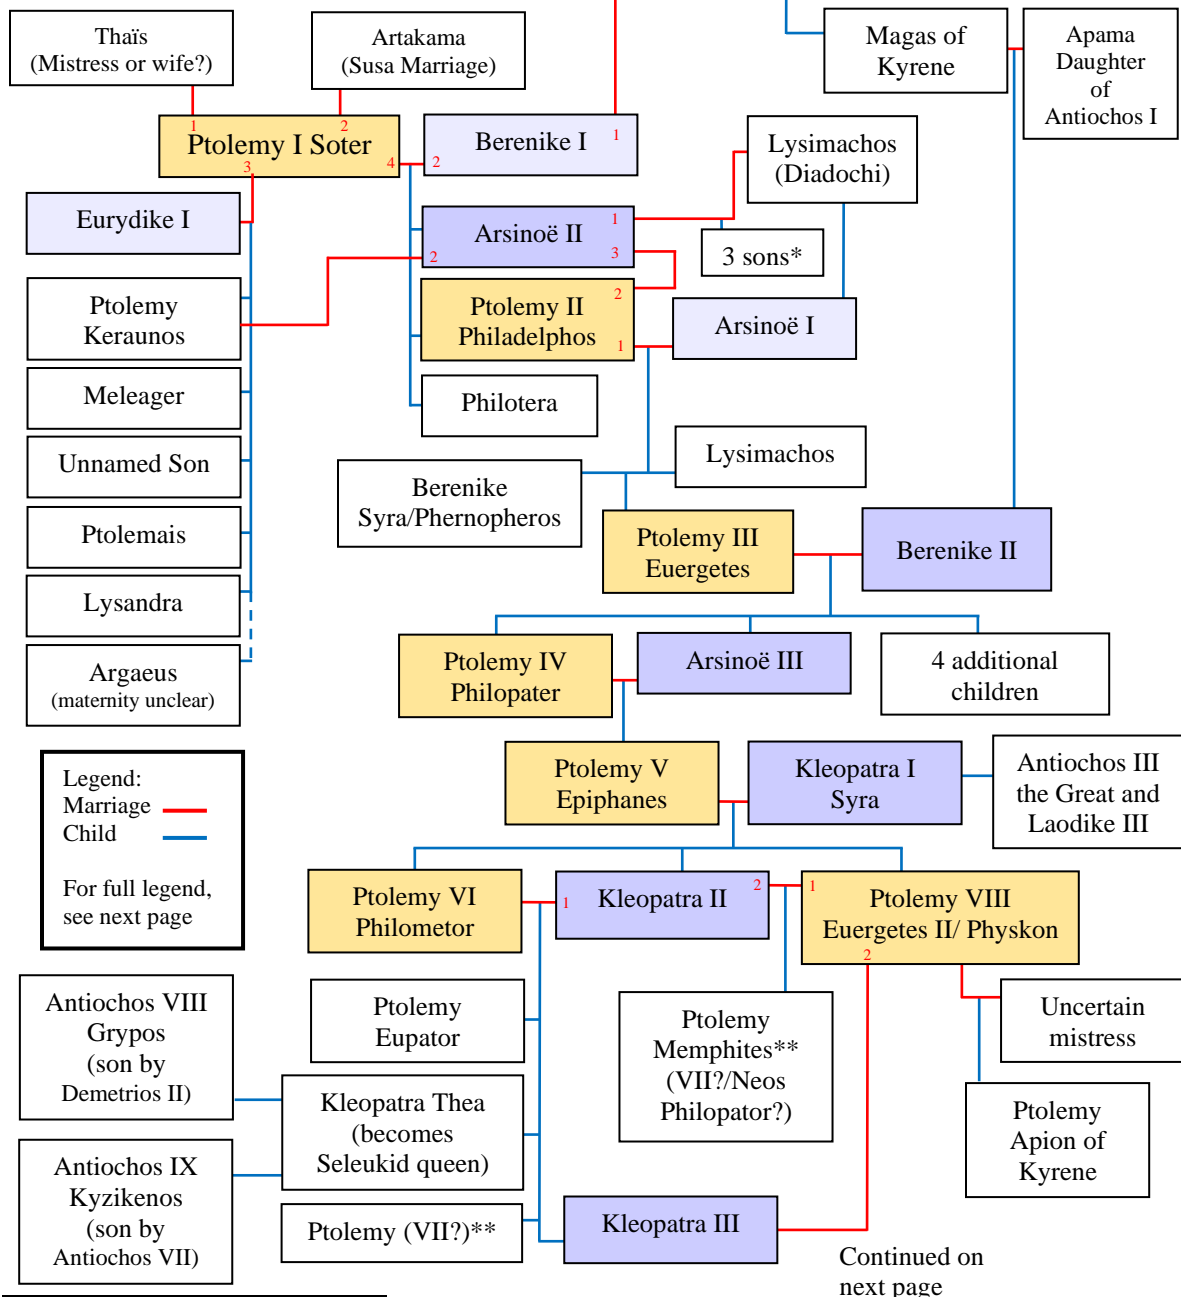 Thaïs
(Mistress or wife?)
Artakama
(Susa Marriage)
Magas of
Kyrene
Apama
Daughter
of
Antiochos I
1
2
Ptolemy I Soter
3
4
2
Berenike I
1
Lysimachos
(Diadochi)
Eurydike I
Arsinoë II
1
2
3
3 sons*
Ptolemy
Keraunos
Ptolemy II
Philadelphos
2
1
Arsinoë I
Meleager
Philotera
Unnamed Son
Berenike
Syra/Phernopheros
Lysimachos
Ptolemais
Ptolemy III
Euergetes
Berenike II
Lysandra
Argaeus
(maternity unclear)
Ptolemy IV
Philopater
Arsinoë III
4 additional
children
Legend:
Marriage
Child
For full legend,
see next page
Ptolemy V
Epiphanes
Kleopatra I
Syra
Antiochos III
the Great and
Laodike III
Ptolemy VI
Philometor
1
Kleopatra II
2
1
Ptolemy VIII
Euergetes II/ Physkon
2
Antiochos VIII
Grypos
(son by
Demetrios II)
Ptolemy
Eupator
Ptolemy
Memphites**
(VII?/Neos
Philopator?)
Uncertain
mistress
Kleopatra Thea
(becomes
Seleukid queen)
Ptolemy
Apion of
Kyrene
Antiochos IX
Kyzikenos
(son by
Antiochos VII)
Ptolemy (VII?)**
Kleopatra III
Continued on
next page